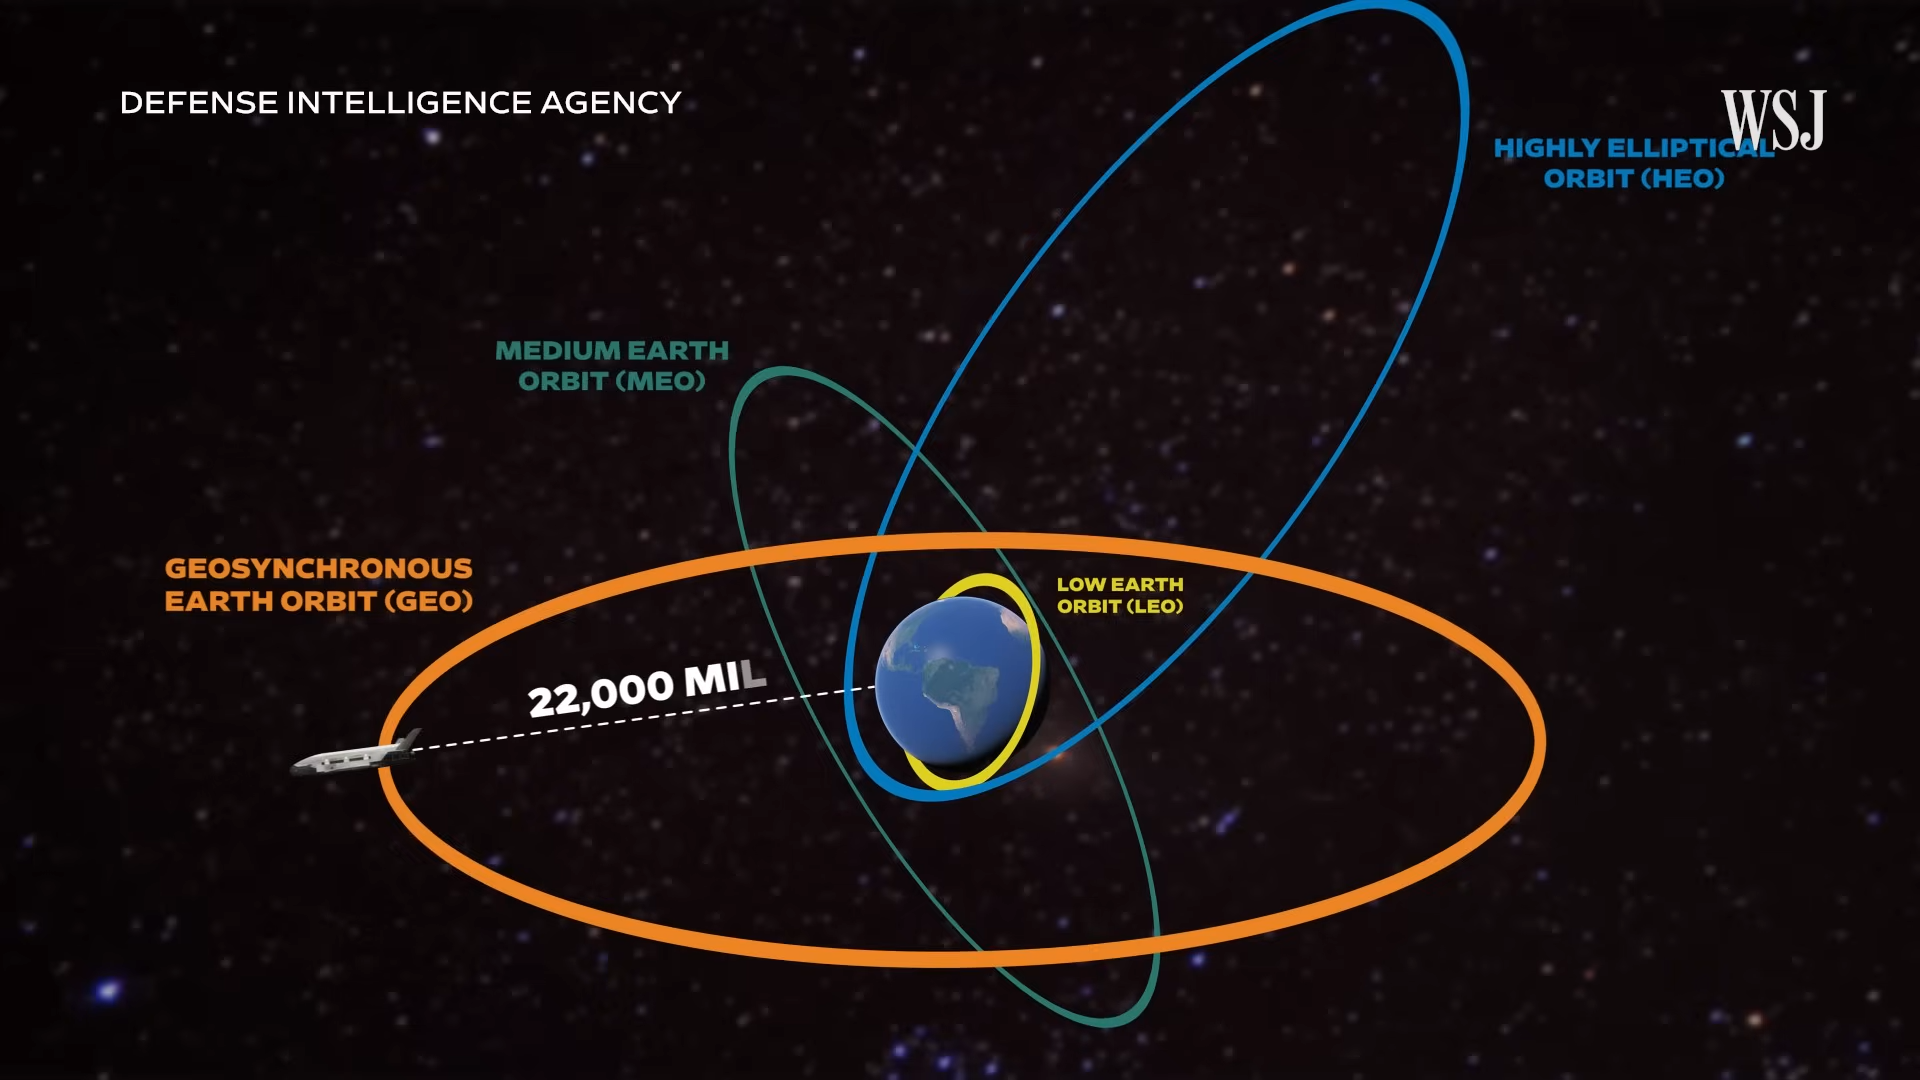 DEFENSE INTELLIGENCE AGENCY
WSJ
HIGHLY ELLIPTICAL
ORBIT (HEO)
MEDIUM EARTH
ORBIT (MEO)
GEOSYNCHRONOUS
EARTH ORBIT (GEO)
LOW EARTH
ORBIT (LEO)
22,000 MIL